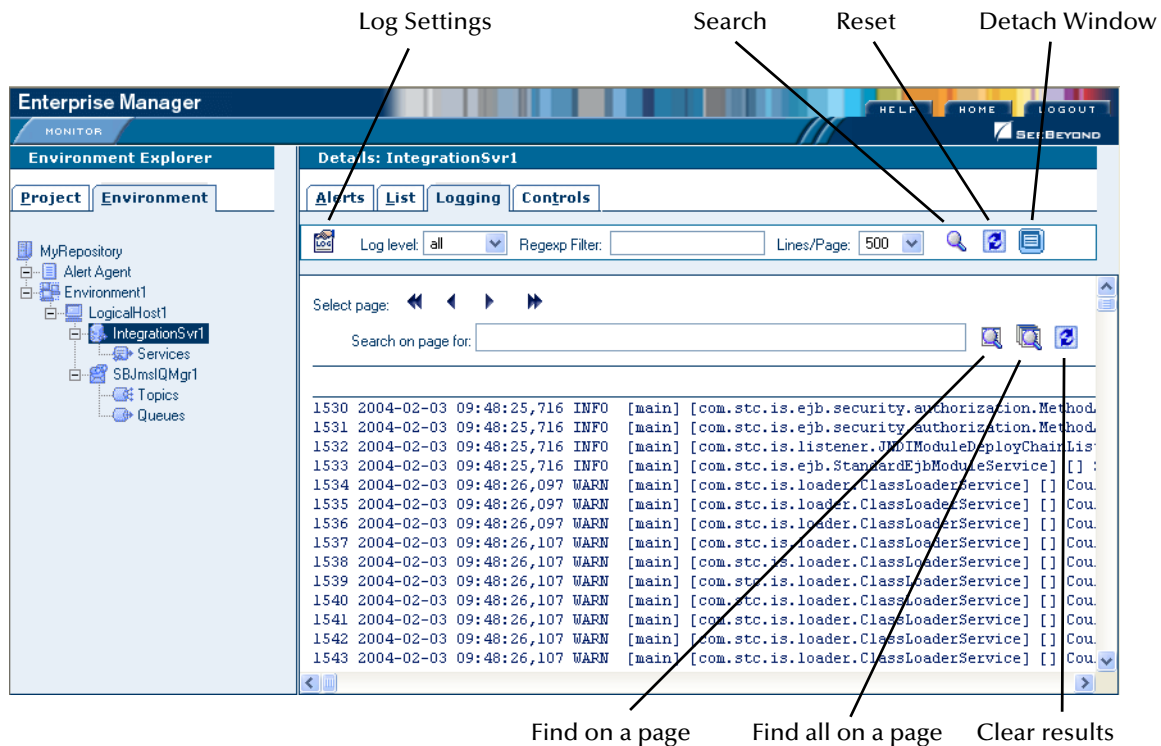 Log Settings Search Reset Detach Window
Enterprise Manager
HELP HOME LOGOUT
MONITOR
SEEBEYOND
Environment Explorer
Details: IntegrationSvr1
Project Environment
Alerts List Logging Controls
LOG Log level: all Regexp Filter: Lines/Page: 500
MyRepository
Alert Agent
Environment1
LogicalHost1
IntegrationSvr1
Services
SBJmsIQMgr1
Topics
Queues
Select page:
Search on page for:
1530 2004-02-03 09:48:25,716 INFO [main] [com.stc.is.ejb.security.authorization.Method
1531 2004-02-03 09:48:25,716 INFO [main] [com.stc.is.ejb.security.authorization.Method
1532 2004-02-03 09:48:25,716 INFO [main] [com.stc.is.listener.JNDIModuleDeployChainLis
1533 2004-02-03 09:48:25,716 INFO [main] [com.stc.is.ejb.StandardEjbModuleService] []
1534 2004-02-03 09:48:26,097 WARN [main] [com.stc.is.loader.ClassLoaderService] [] Cou
1535 2004-02-03 09:48:26,097 WARN [main] [com.stc.is.loader.ClassLoaderService] [] Cou
1536 2004-02-03 09:48:26,097 WARN [main] [com.stc.is.loader.ClassLoaderService] [] Cou
1537 2004-02-03 09:48:26,107 WARN [main] [com.stc.is.loader.ClassLoaderService] [] Cou
1538 2004-02-03 09:48:26,107 WARN [main] [com.stc.is.loader.ClassLoaderService] [] Cou
1539 2004-02-03 09:48:26,107 WARN [main] [com.stc.is.loader.ClassLoaderService] [] Cou
1540 2004-02-03 09:48:26,107 WARN [main] [com.stc.is.loader.ClassLoaderService] [] Cou
1541 2004-02-03 09:48:26,107 WARN [main] [com.stc.is.loader.ClassLoaderService] [] Cou
1542 2004-02-03 09:48:26,107 WARN [main] [com.stc.is.loader.ClassLoaderService] [] Cou
1543 2004-02-03 09:48:26,107 WARN [main] [com.stc.is.loader.ClassLoaderService] [] Cou
Find on a page Find all on a page Clear results